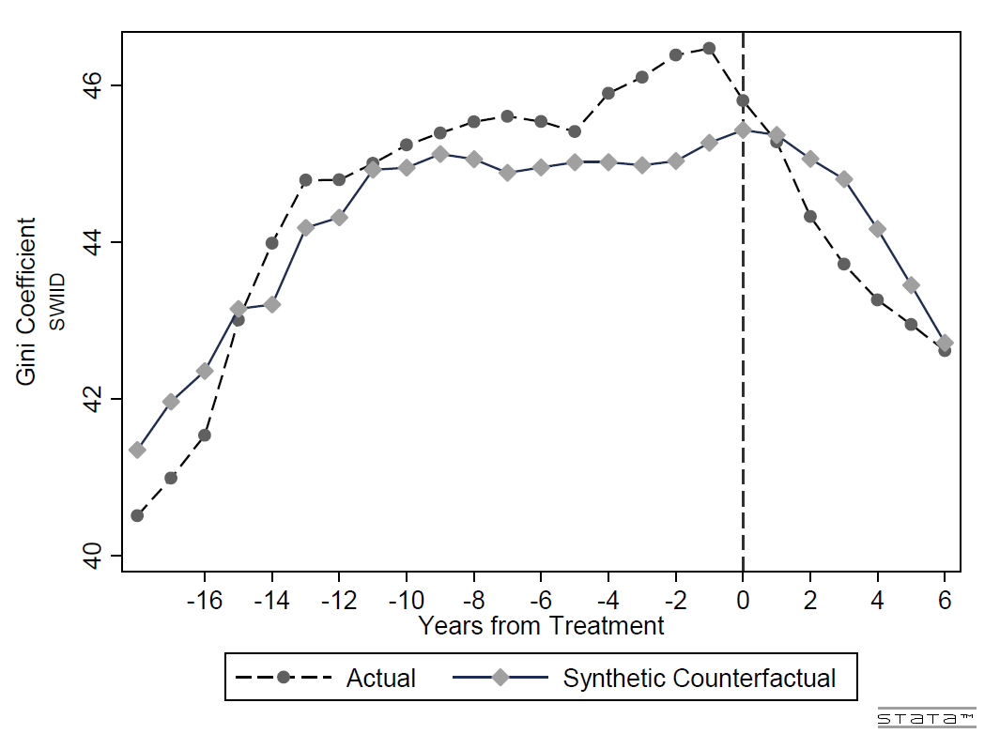 46
44
42
40
Gini Coefficient
SWIID
-16 -14 -12 -10 -8 -6 -4 -2 0 2 4 6
Years from Treatment
Actual Synthetic Counterfactual
STATA™